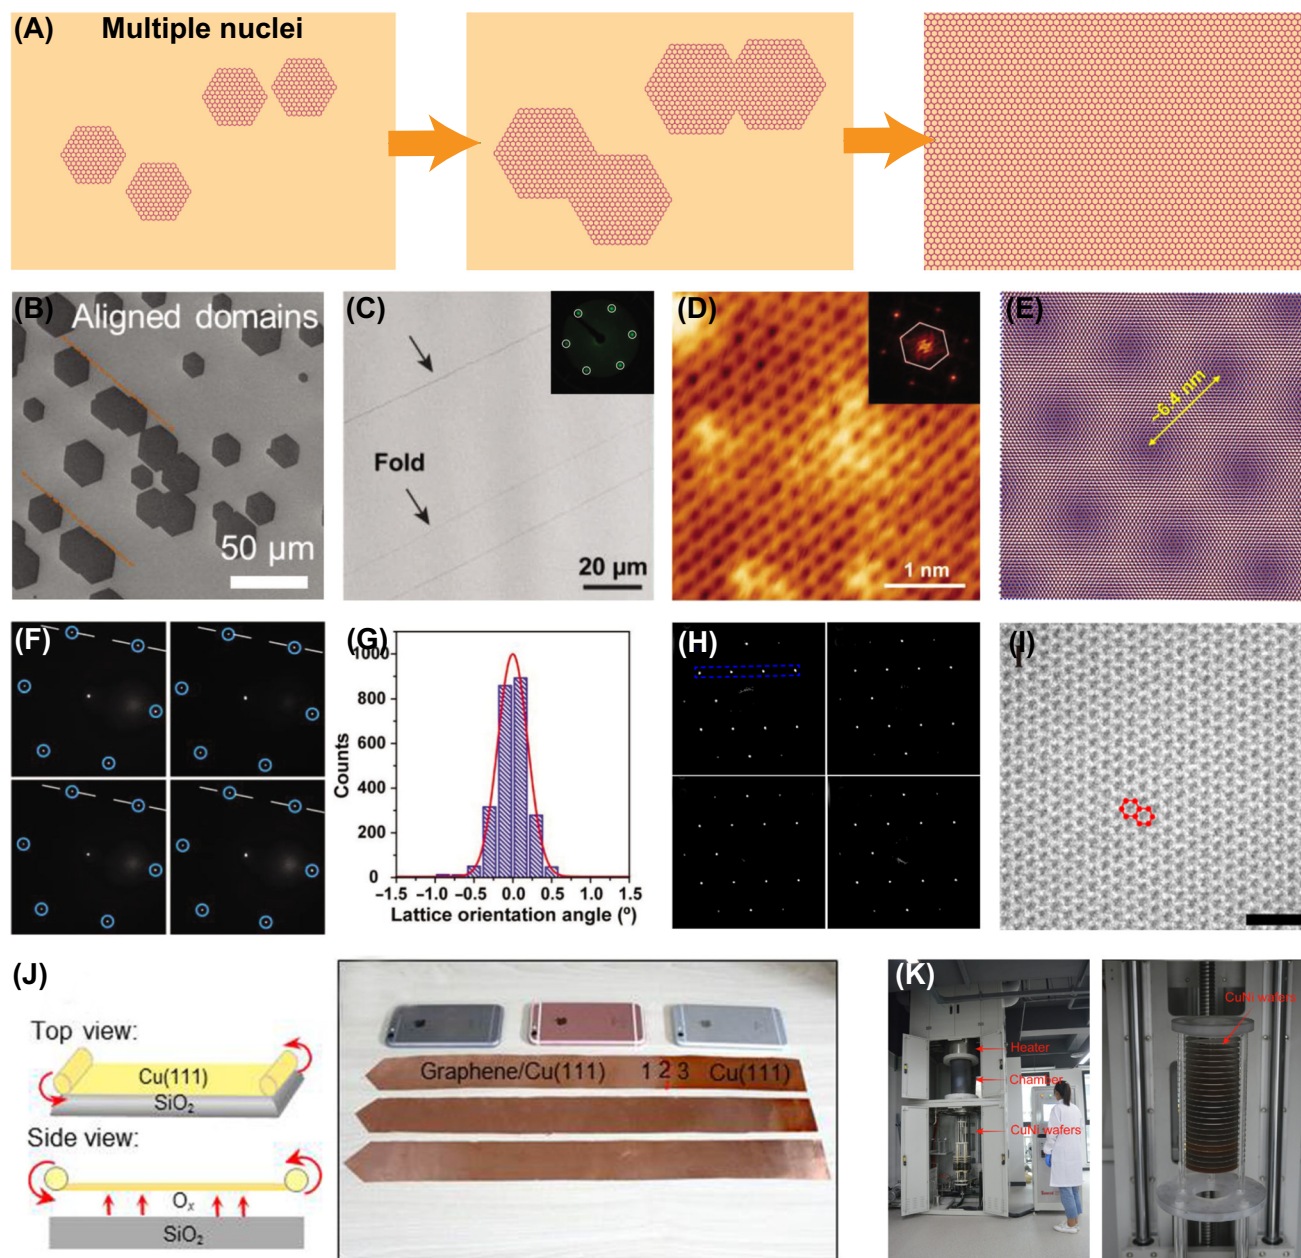 (A) Multiple nuclei
(B) Aligned domains
50 μm
(C)
Fold
20 μm
(D)
1 nm
(E)
~6.4 nm
(F)
(G)
1000
800
600
400
200
0
Counts
−1.5 −1.0 −0.5 0.0 0.5 1.0 1.5
Lattice orientation angle (°)
(H)
(I)
(J)
Top view:
Cu(111)
SiO₂
Side view:
Oₓ
SiO₂
Graphene/Cu(111) 1 2 3 Cu(111)
(K)
Heater
Chamber
CuNi wafers
CuNi wafers